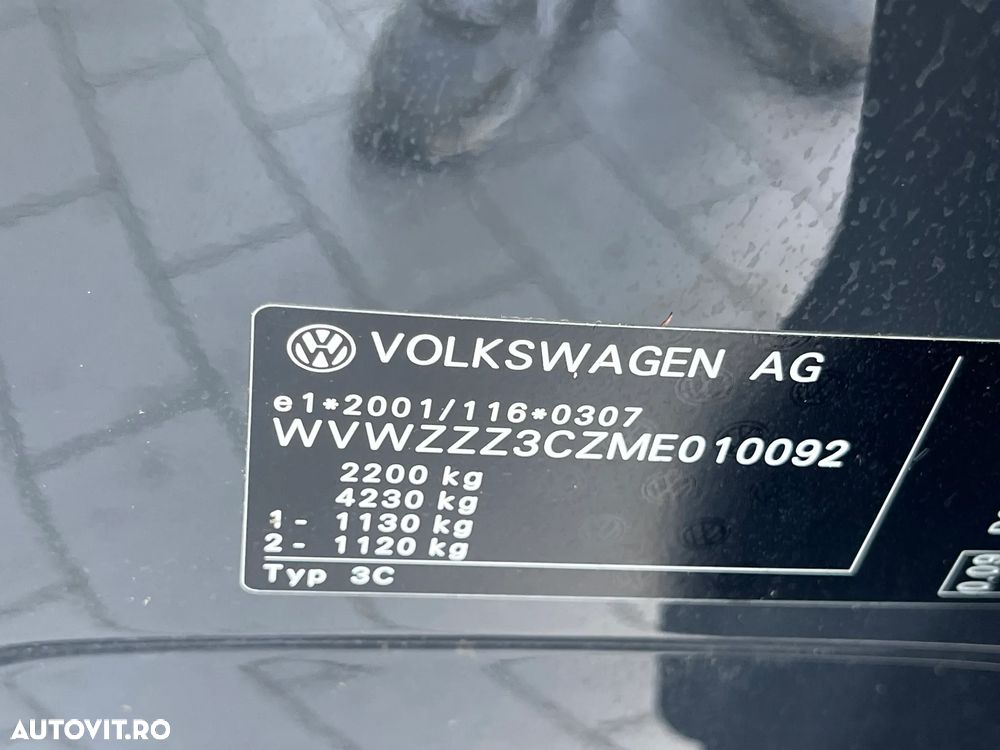 VOLKSWAGEN AG
e1*2001/116*0307
WVWZZZ3CZME010092
2200 kg
4230 kg
1 - 1130 kg
2 - 1120 kg
Typ 3C
AUTOVIT.RO